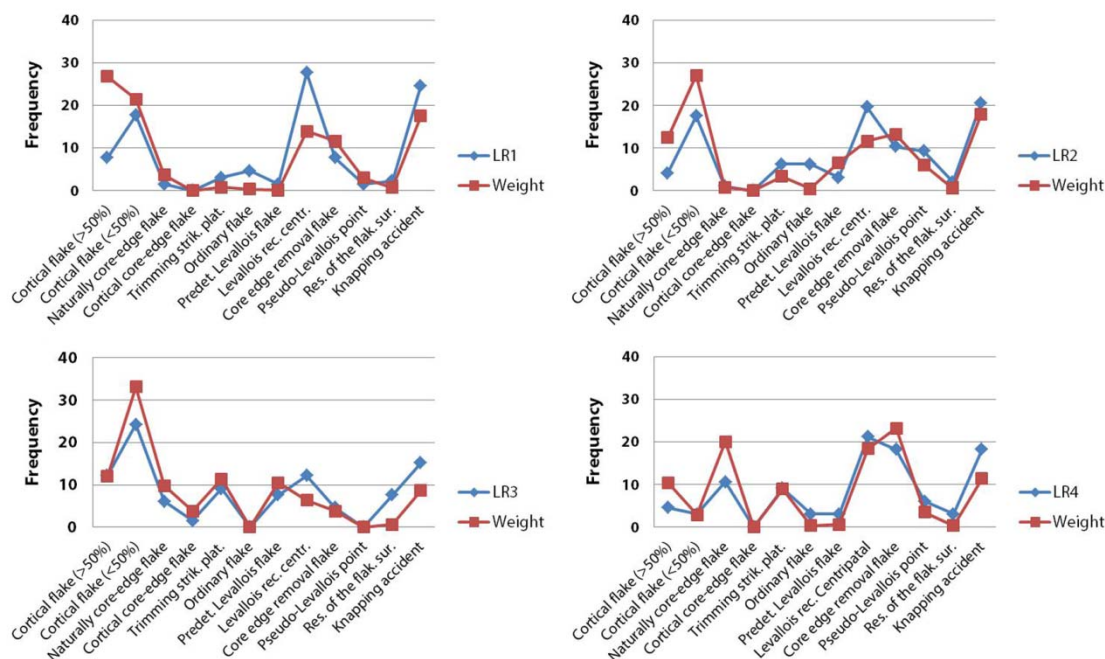 40
30
20
10
0
Frequency
LR1
Weight
Cortical flake (>50%)
Cortical flake (<50%)
Naturally core-edge flake
Cortical core-edge flake
Trimming strik. plat.
Ordinary flake
Predet. Levallois flake
Levallois rec. centr.
Core edge removal flake
Pseudo-Levallois point
Res. of the flak. sur.
Knapping accident
40
30
20
10
0
Frequency
LR2
Weight
Cortical flake (>50%)
Cortical flake (<50%)
Naturally core-edge flake
Cortical core-edge flake
Trimming strik. plat.
Ordinary flake
Predet. Levallois flake
Levallois rec. centr.
Core edge removal flake
Pseudo-Levallois point
Res. of the flak. sur.
Knapping accident
40
30
20
10
0
Frequency
LR3
Weight
Cortical flake (>50%)
Cortical flake (<50%)
Naturally core-edge flake
Cortical core-edge flake
Trimming strik. plat.
Ordinary flake
Predet. Levallois flake
Levallois rec. centr.
Core edge removal flake
Pseudo-Levallois point
Res. of the flak. sur.
Knapping accident
40
30
20
10
0
Frequency
LR4
Weight
Cortical flake (>50%)
Cortical flake (<50%)
Naturally core-edge flake
Cortical core-edge flake
Trimming strik. plat.
Ordinary flake
Predet. Levallois flake
Levallois rec. Centripatal
Core edge removal flake
Pseudo-Levallois point
Res. of the flak. sur.
Knapping accident